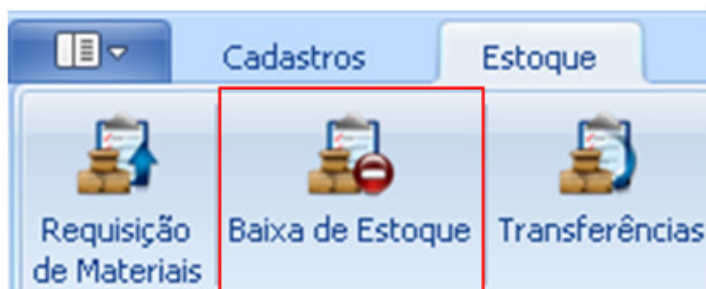 Cadastros
Estoque
Requisição
de Materiais
Baixa de Estoque
Transferências